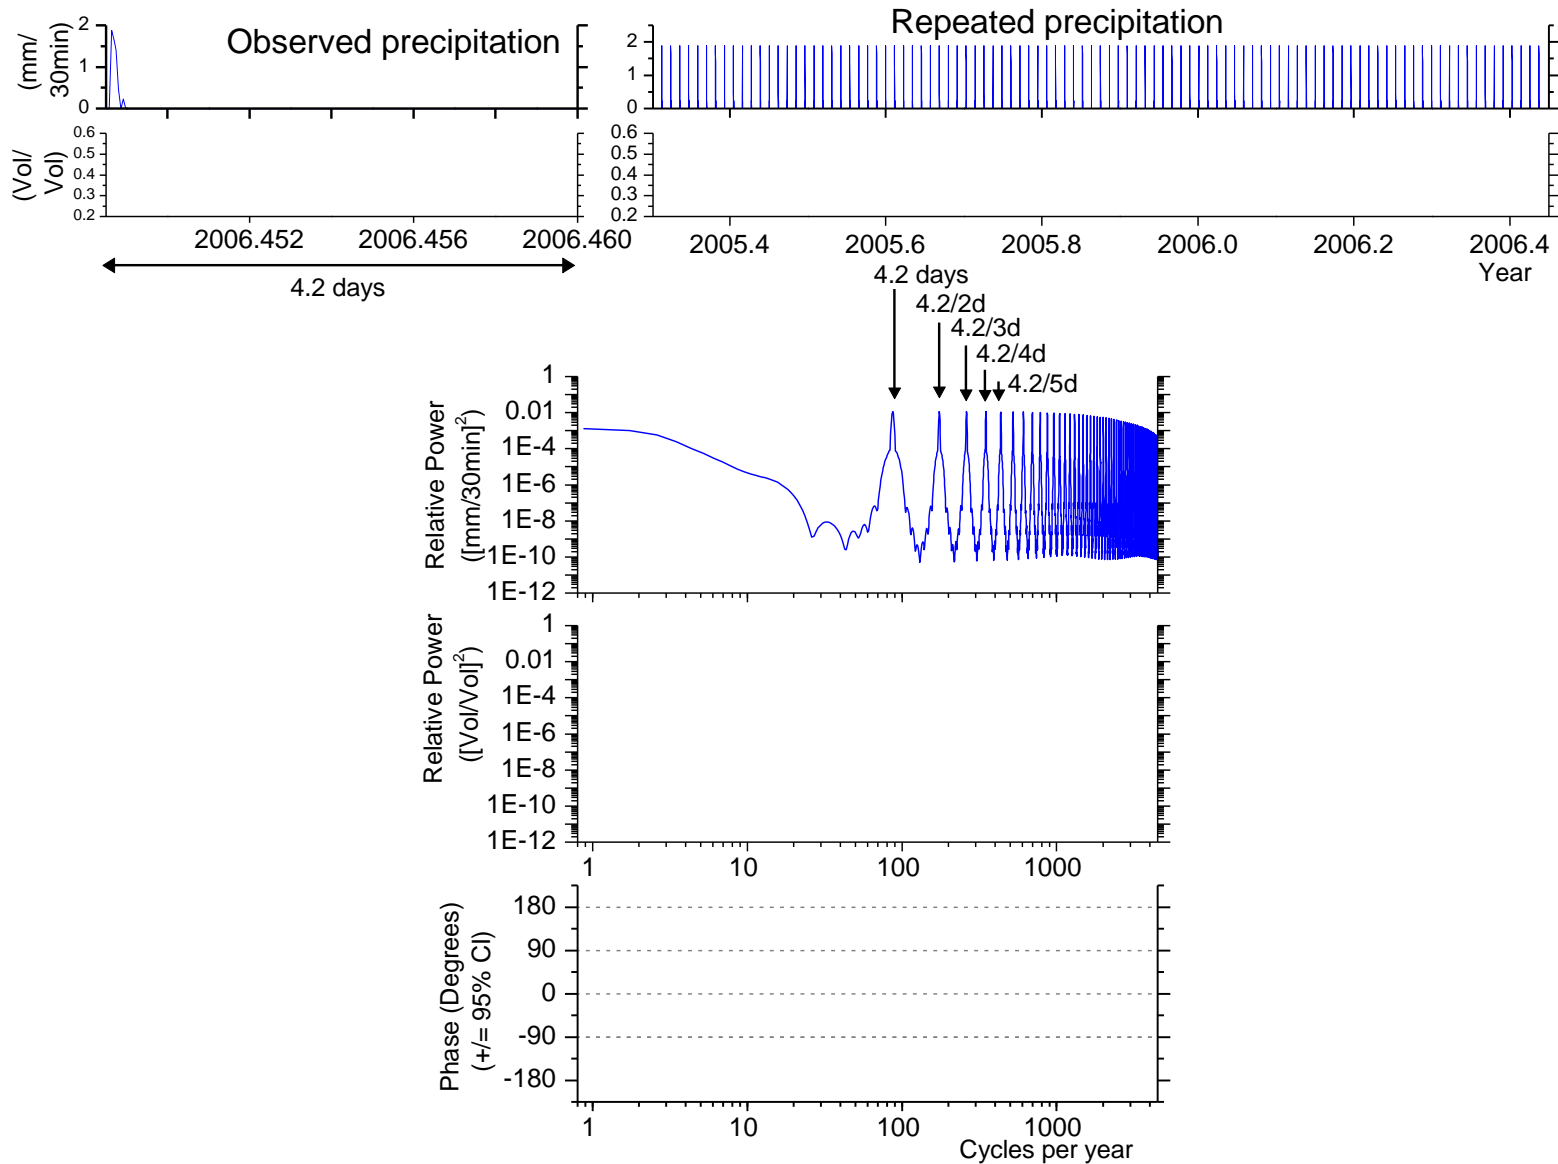 Observed precipitation
Repeated precipitation
(mm/
30min)
2
1
0
2
1
0
(Vol/
Vol)
0.6
0.5
0.4
0.3
0.2
0.6
0.5
0.4
0.3
0.2
2006.452
2006.456
2006.460
2005.4
2005.6
2005.8
2006.0
2006.2
2006.4
Year
4.2 days
4.2 days
4.2/2d
4.2/3d
4.2/4d
4.2/5d
Relative Power
([mm/30min]²)
1
0.01
1E-4
1E-6
1E-8
1E-10
1E-12
Relative Power
([Vol/Vol]²)
1
0.01
1E-4
1E-6
1E-8
1E-10
1E-12
1
10
100
1000
Phase (Degrees)
(+/= 95% CI)
180
90
0
-90
-180
1
10
100
1000
Cycles per year